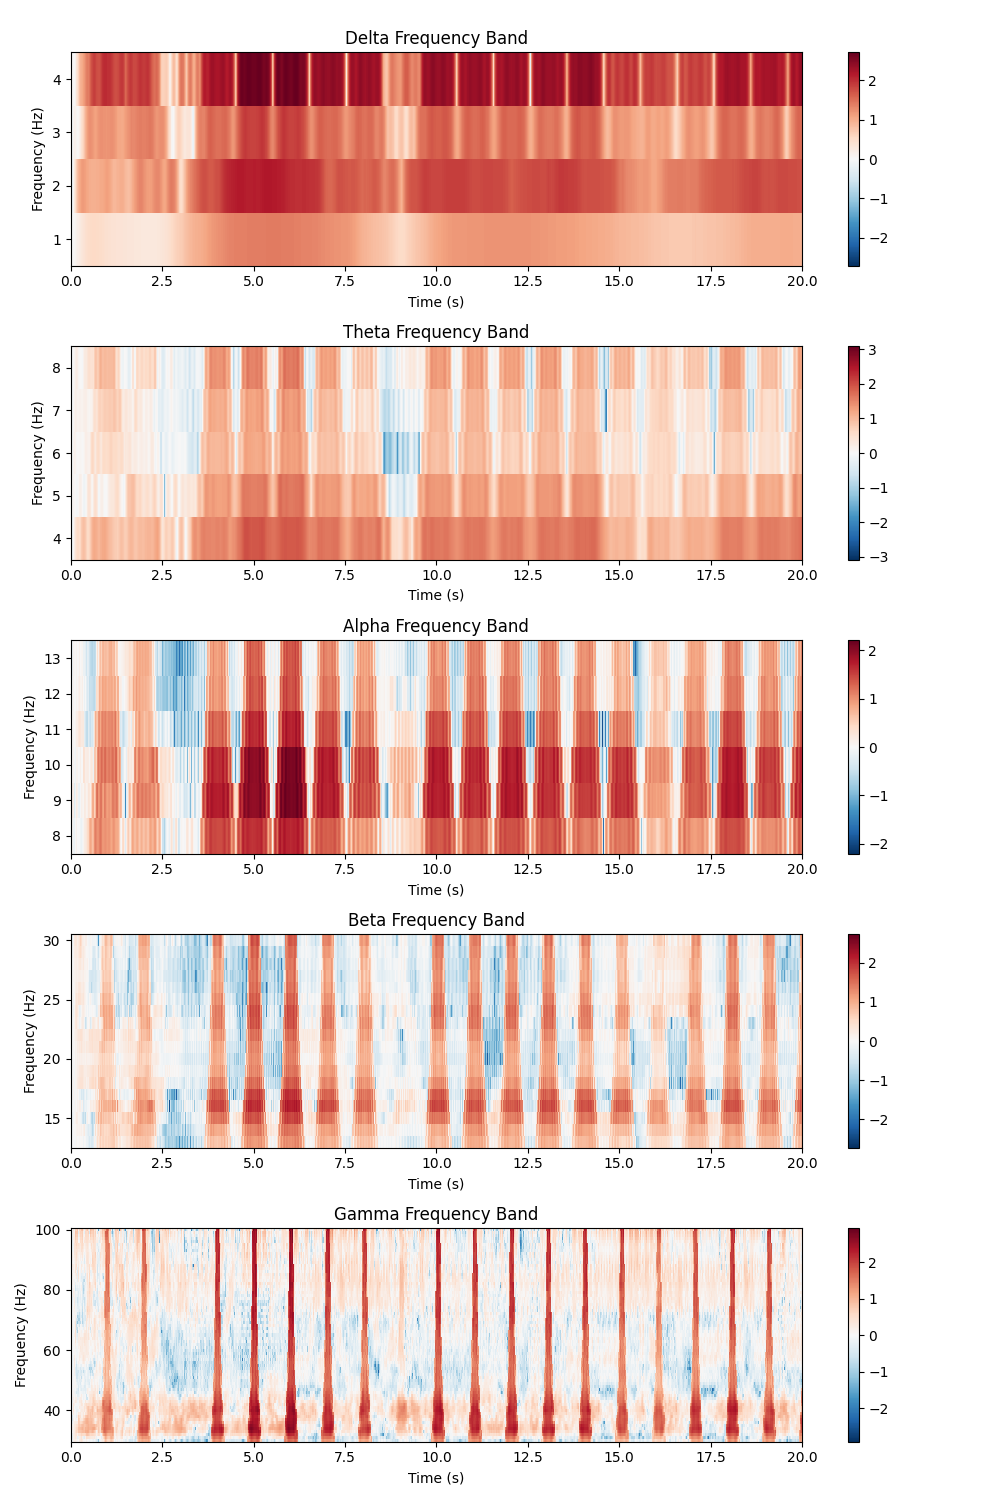 Delta Frequency Band
Frequency (Hz)
4
3
2
1
0.0 2.5 5.0 7.5 10.0 12.5 15.0 17.5 20.0
Time (s)
2
1
0
−1
−2
Theta Frequency Band
Frequency (Hz)
8
7
6
5
4
0.0 2.5 5.0 7.5 10.0 12.5 15.0 17.5 20.0
Time (s)
3
2
1
0
−1
−2
−3
Alpha Frequency Band
Frequency (Hz)
13
12
11
10
9
8
0.0 2.5 5.0 7.5 10.0 12.5 15.0 17.5 20.0
Time (s)
2
1
0
−1
−2
Beta Frequency Band
Frequency (Hz)
30
25
20
15
0.0 2.5 5.0 7.5 10.0 12.5 15.0 17.5 20.0
Time (s)
2
1
0
−1
−2
Gamma Frequency Band
Frequency (Hz)
100
80
60
40
0.0 2.5 5.0 7.5 10.0 12.5 15.0 17.5 20.0
Time (s)
2
1
0
−1
−2